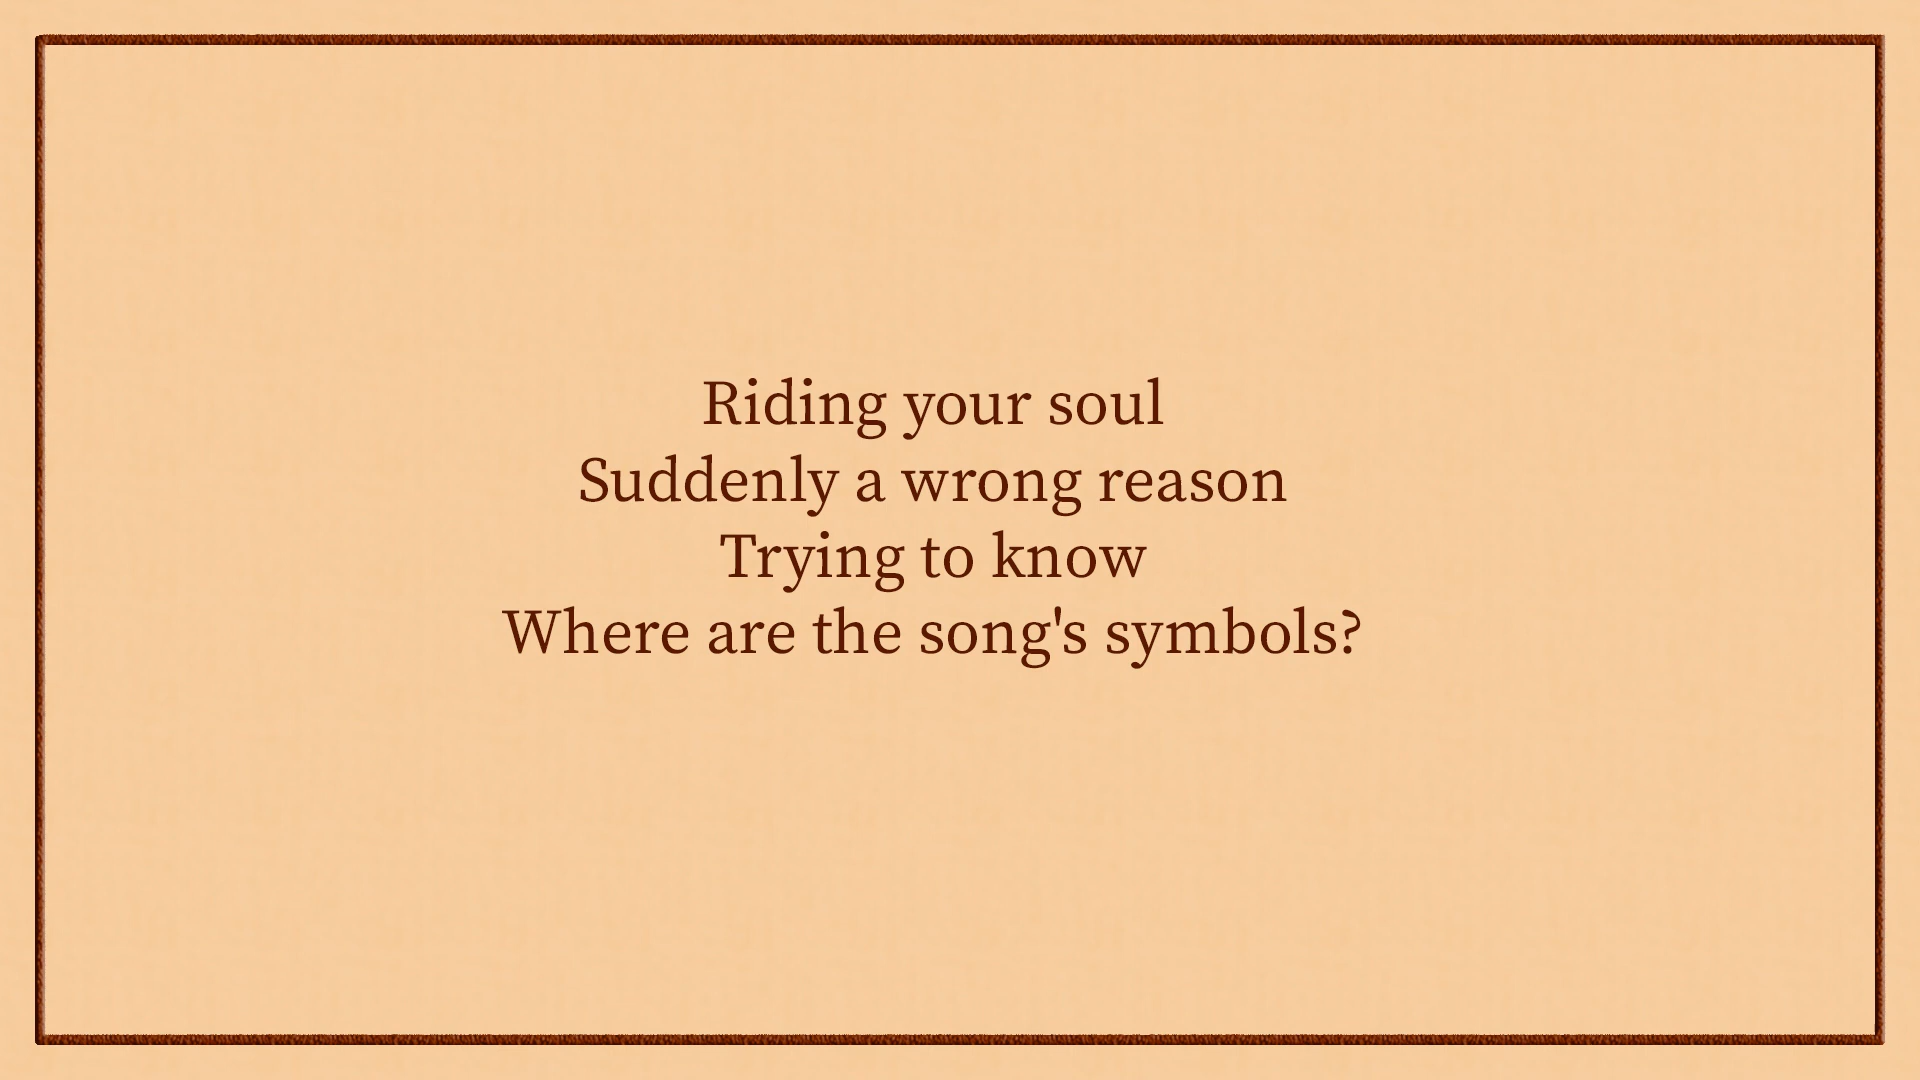 Riding your soul
Suddenly a wrong reason
Trying to know
Where are the song's symbols?